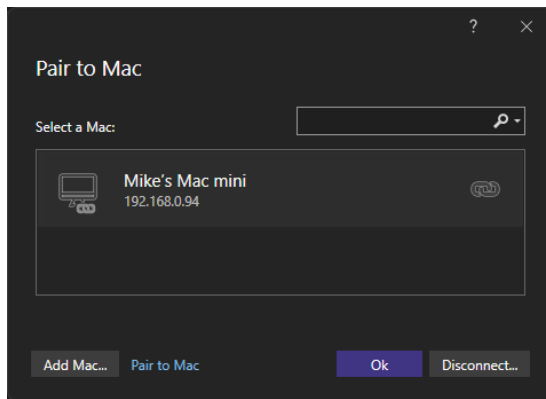 ?
Pair to Mac
Select a Mac:
Mike's Mac mini
192.168.0.94
Add Mac... Pair to Mac Ok Disconnect...